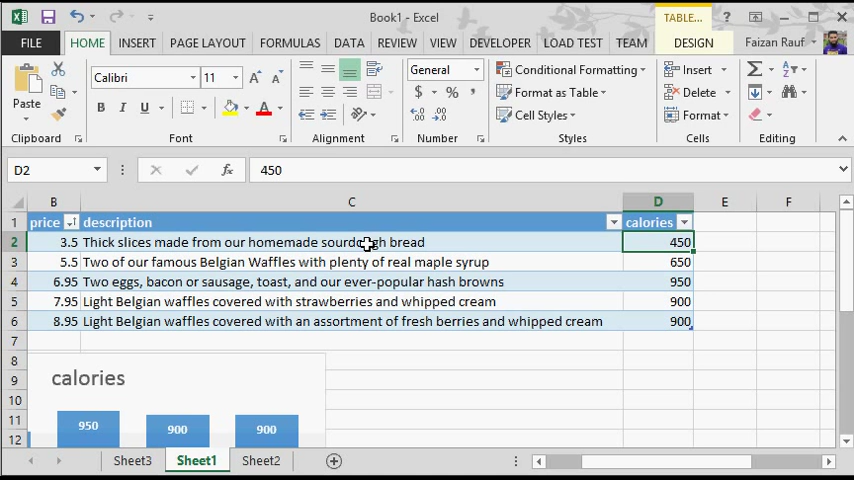 Book1 - Excel
TABLE...
FILE HOME INSERT PAGE LAYOUT FORMULAS DATA REVIEW VIEW DEVELOPER LOAD TEST TEAM DESIGN Faizan Rauf
Paste
Calibri 11
B I U
General
$ % ,
Conditional Formatting
Format as Table
Cell Styles
Insert
Delete
Format
Clipboard Font Alignment Number Styles Cells Editing
D2 fx 450
B C D E F
1 price description calories
2 3.5 Thick slices made from our homemade sourdough bread 450
3 5.5 Two of our famous Belgian Waffles with plenty of real maple syrup 650
4 6.95 Two eggs, bacon or sausage, toast, and our ever-popular hash browns 950
5 7.95 Light Belgian waffles covered with strawberries and whipped cream 900
6 8.95 Light Belgian waffles covered with an assortment of fresh berries and whipped cream 900
7
8
9 calories
10
11 950 900 900
12
Sheet3 Sheet1 Sheet2